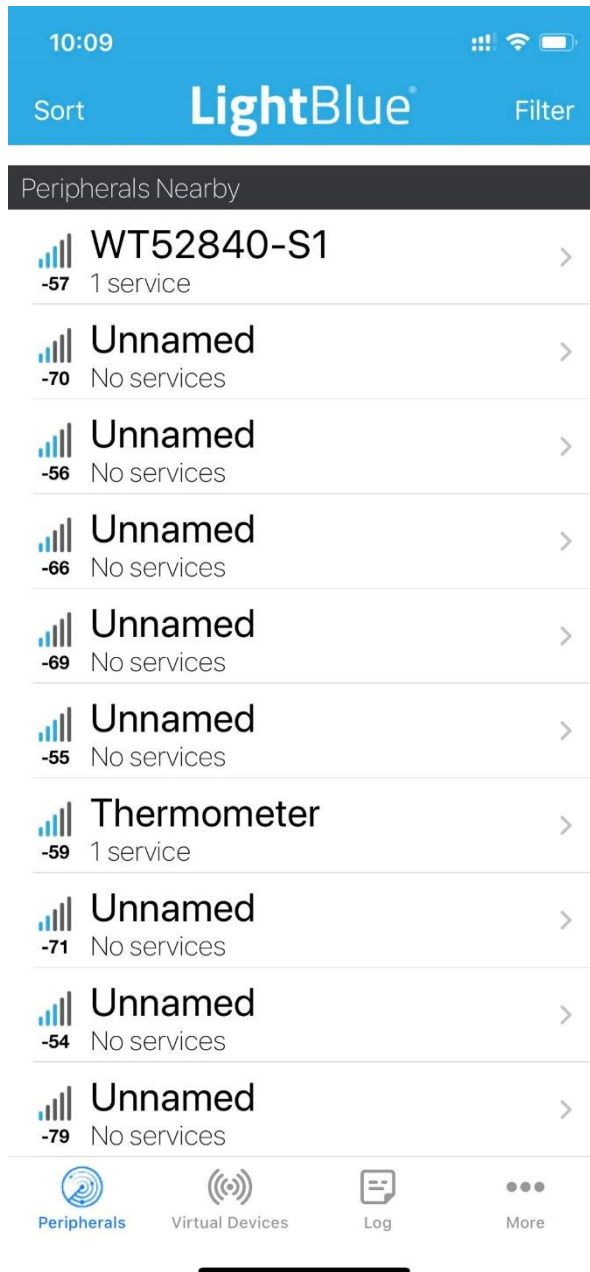 10:09
Sort LightBlue® Filter
Peripherals Nearby
WT52840-S1
-57 1 service
Unnamed
-70 No services
Unnamed
-56 No services
Unnamed
-66 No services
Unnamed
-69 No services
Unnamed
-55 No services
Thermometer
-59 1 service
Unnamed
-71 No services
Unnamed
-54 No services
Unnamed
-79 No services
Peripherals Virtual Devices Log More